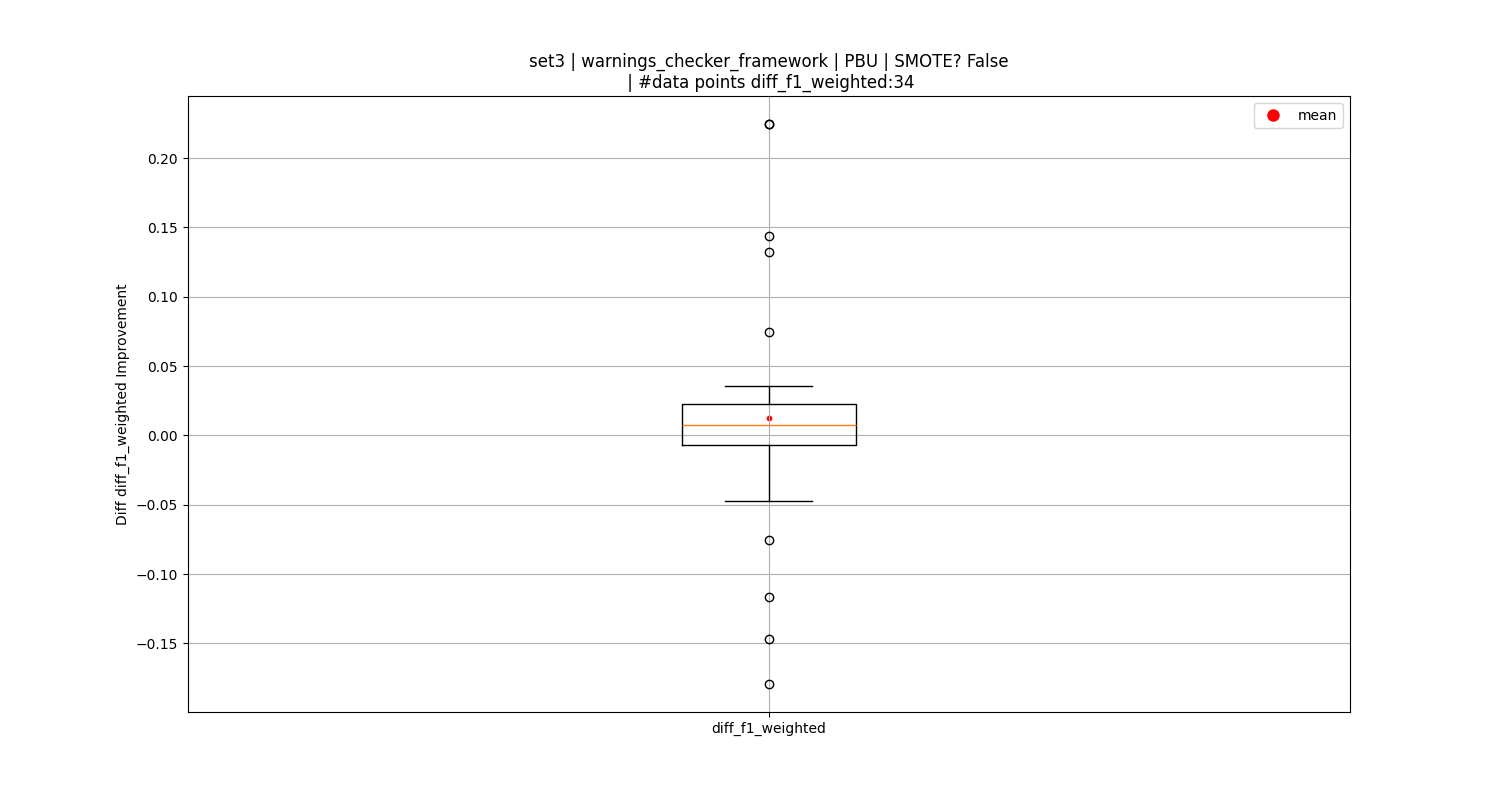 set3 | warnings_checker_framework | PBU | SMOTE? False
| #data points diff_f1_weighted:34
mean
0.20
0.15
0.10
0.05
0.00
−0.05
−0.10
−0.15
Diff diff_f1_weighted Improvement
diff_f1_weighted